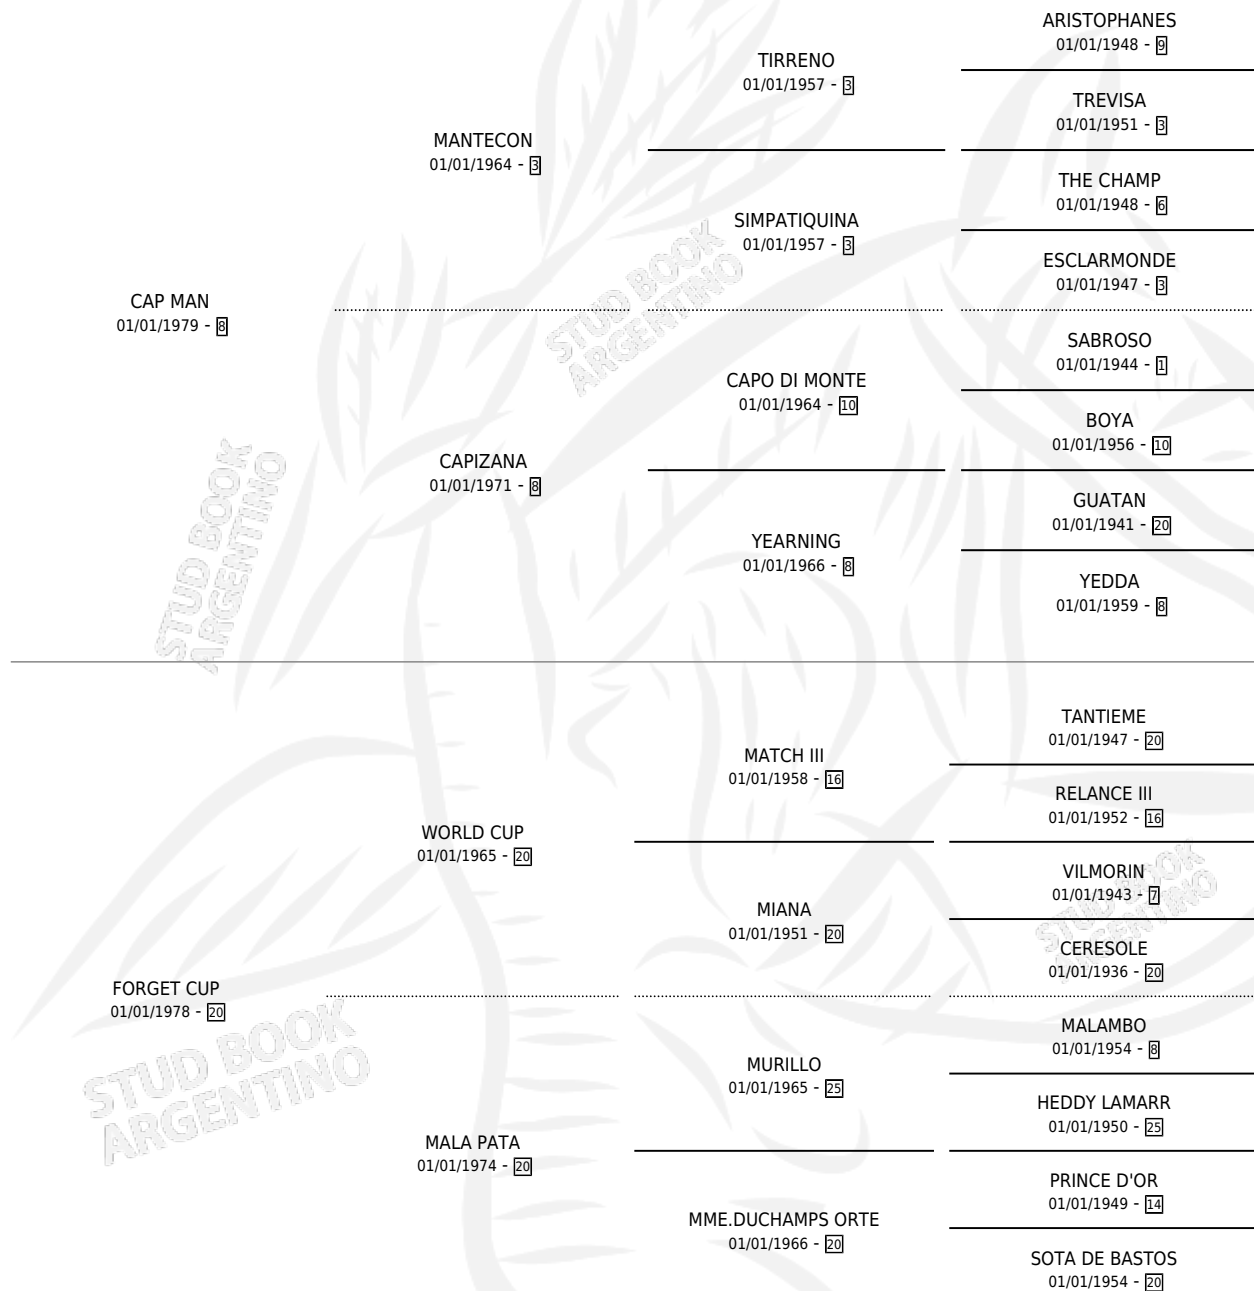 ARISTOPHANES
01/01/1948 - 9
TIRRENO
01/01/1957 - 3
TREVISA
01/01/1951 - 3
MANTECON
01/01/1964 - 3
THE CHAMP
01/01/1948 - 6
SIMPATIQUINA
01/01/1957 - 3
ESCLARMONDE
01/01/1947 - 3
CAP MAN
01/01/1979 - 8
STUD BOOK
ARGENTINO
SABROSO
01/01/1944 - 1
CAPO DI MONTE
01/01/1964 - 10
BOYA
01/01/1956 - 10
CAPIZANA
01/01/1971 - 8
GUATAN
01/01/1941 - 20
YEARNING
01/01/1966 - 8
YEDDA
01/01/1959 - 8
STUD BOOK
ARGENTINO
TANTIEME
01/01/1947 - 20
MATCH III
01/01/1958 - 16
RELANCE III
01/01/1952 - 16
WORLD CUP
01/01/1965 - 20
VILMORIN
01/01/1943 - 7
MIANA
01/01/1951 - 20
STUD BOOK
ARGENTINO
CERESOLE
01/01/1936 - 20
FORGET CUP
01/01/1978 - 20
MALAMBO
01/01/1954 - 8
MURILLO
01/01/1965 - 25
STUD BOOK
ARGENTINO
HEDDY LAMARR
01/01/1950 - 25
MALA PATA
01/01/1974 - 20
PRINCE D'OR
01/01/1949 - 14
MME.DUCHAMPS ORTE
01/01/1966 - 20
SOTA DE BASTOS
01/01/1954 - 20